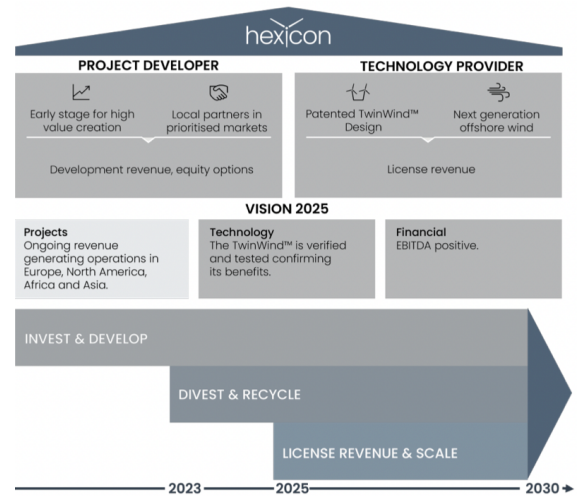 hexicon
PROJECT DEVELOPER
TECHNOLOGY PROVIDER
Early stage for high
value creation
Local partners in
prioritised markets
Patented TwinWind™
Design
Next generation
offshore wind
Development revenue, equity options
License revenue
VISION 2025
Projects
Ongoing revenue
generating operations in
Europe, North America,
Africa and Asia.
Technology
The TwinWind™ is verified
and tested confirming
its benefits.
Financial
EBITDA positive.
INVEST & DEVELOP
DIVEST & RECYCLE
LICENSE REVENUE & SCALE
2023
2025
2030